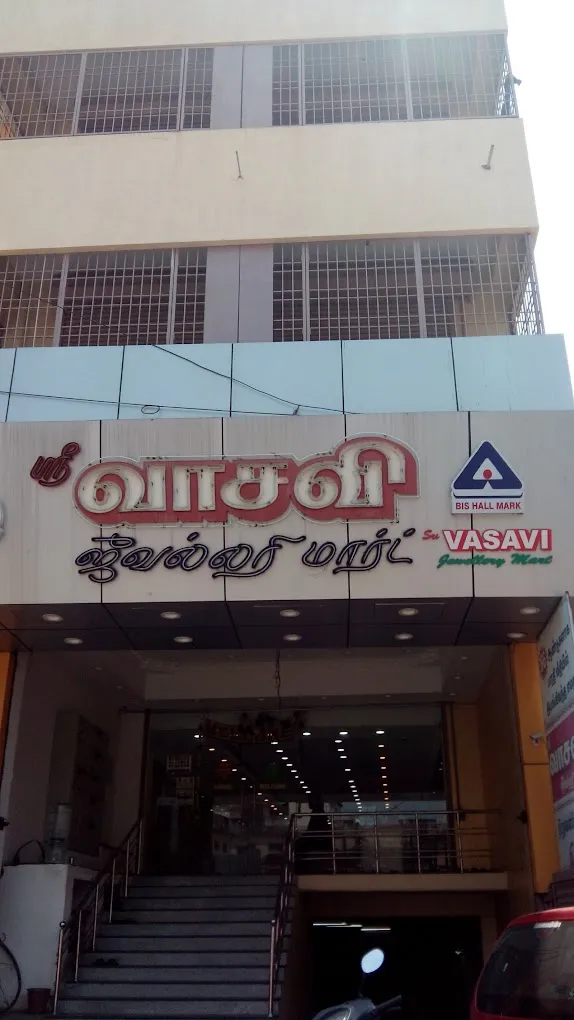 ஸ்ரீ வாசவி
ஜீவல்லரி மார்ட்
BIS HALL MARK
Sri VASAVI
Jewellery Mart